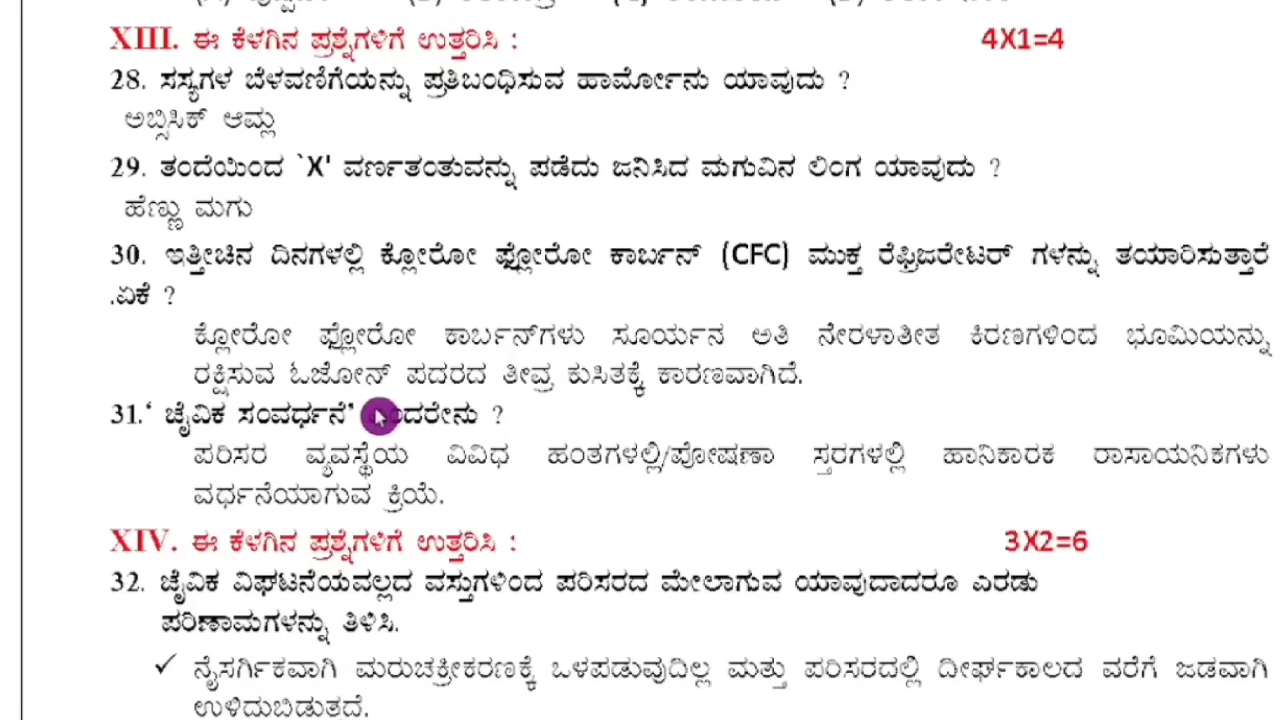 XIII. ಈ ಕೆಳಗಿನ ಪ್ರಶ್ನೆಗಳಿಗೆ ಉತ್ತರಿಸಿ : 4X1=4
28. ಸಸ್ಯಗಳ ಬೆಳವಣಿಗೆಯನ್ನು ಪ್ರತಿಬಂಧಿಸುವ ಹಾರ್ಮೋನು ಯಾವುದು ?
ಅಬ್ಸಿಸಿಕ್ ಆಮ್ಲ
29. ತಂದೆಯಿಂದ `X' ವರ್ಣತಂತುವನ್ನು ಪಡೆದು ಜನಿಸಿದ ಮಗುವಿನ ಲಿಂಗ ಯಾವುದು ?
ಹೆಣ್ಣು ಮಗು
30. ಇತ್ತೀಚಿನ ದಿನಗಳಲ್ಲಿ ಕ್ಲೋರೋ ಫ್ಲೋರೋ ಕಾರ್ಬನ್ (CFC) ಮುಕ್ತ ರೆಫ್ರಿಜರೇಟರ್ ಗಳನ್ನು ತಯಾರಿಸುತ್ತಾರೆ
.ಏಕೆ ?
ಕ್ಲೋರೋ ಫ್ಲೋರೋ ಕಾರ್ಬನ್‌ಗಳು ಸೂರ್ಯನ ಅತಿ ನೇರಳಾತೀತ ಕಿರಣಗಳಿಂದ ಭೂಮಿಯನ್ನು
ರಕ್ಷಿಸುವ ಓಜೋನ್ ಪದರದ ತೀವ್ರ ಕುಸಿತಕ್ಕೆ ಕಾರಣವಾಗಿದೆ.
31.' ಜೈವಿಕ ಸಂವರ್ಧನೆ' ಎಂದರೇನು ?
ಪರಿಸರ ವ್ಯವಸ್ಥೆಯ ವಿವಿಧ ಹಂತಗಳಲ್ಲಿ/ಪೋಷಣಾ ಸ್ತರಗಳಲ್ಲಿ ಹಾನಿಕಾರಕ ರಾಸಾಯನಿಕಗಳು
ವರ್ಧನೆಯಾಗುವ ಕ್ರಿಯೆ.
XIV. ಈ ಕೆಳಗಿನ ಪ್ರಶ್ನೆಗಳಿಗೆ ಉತ್ತರಿಸಿ : 3X2=6
32. ಜೈವಿಕ ವಿಘಟನೆಯವಲ್ಲದ ವಸ್ತುಗಳಿಂದ ಪರಿಸರದ ಮೇಲಾಗುವ ಯಾವುದಾದರೂ ಎರಡು
ಪರಿಣಾಮಗಳನ್ನು ತಿಳಿಸಿ.
✓ ನೈಸರ್ಗಿಕವಾಗಿ ಮರುಚಕ್ರೀಕರಣಕ್ಕೆ ಒಳಪಡುವುದಿಲ್ಲ ಮತ್ತು ಪರಿಸರದಲ್ಲಿ ದೀರ್ಘಕಾಲದ ವರೆಗೆ ಜಡವಾಗಿ
ಉಳಿದುಬಿಡುತ್ತದೆ.